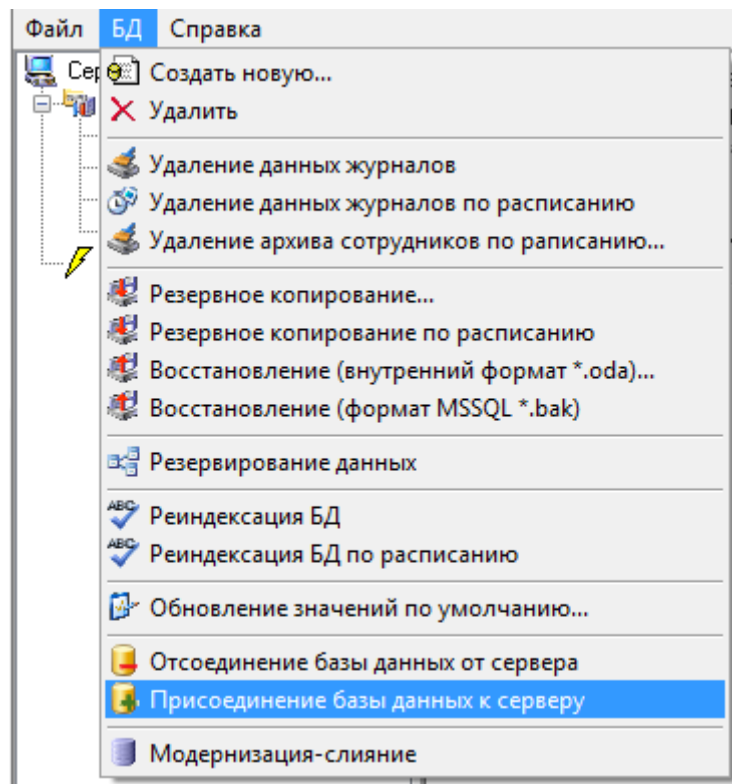 Файл БД Справка
Сер
Создать новую...
Удалить
Удаление данных журналов
Удаление данных журналов по расписанию
Удаление архива сотрудников по раписанию...
Резервное копирование...
Резервное копирование по расписанию
Восстановление (внутренний формат *.oda)...
Восстановление (формат MSSQL *.bak)
Резервирование данных
Реиндексация БД
Реиндексация БД по расписанию
Обновление значений по умолчанию...
Отсоединение базы данных от сервера
Присоединение базы данных к серверу
Модернизация-слияние